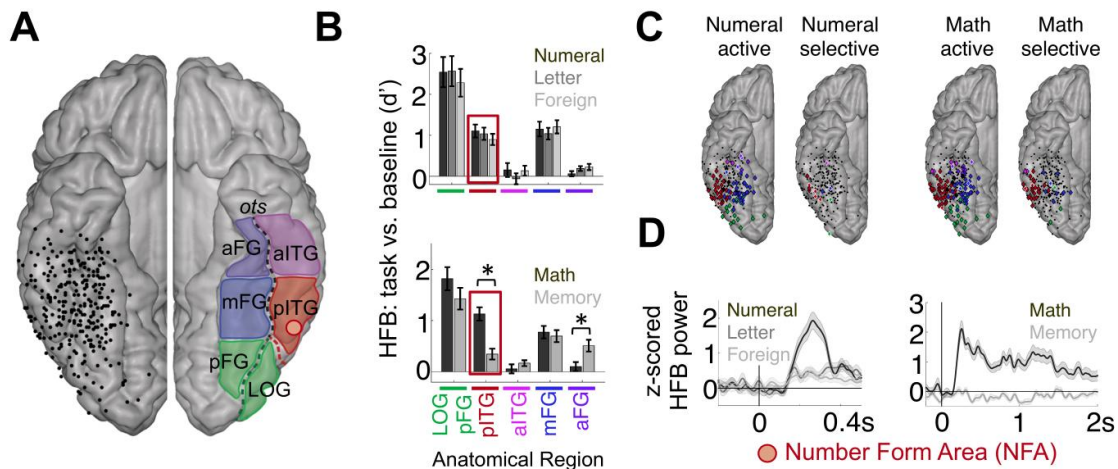 A
ots
aFG
aITG
mFG
pITG
pFG
LOG
B
HFB: task vs. baseline (d')
3
2
1
0
Numeral
Letter
Foreign
2
1
0
*
*
Math
Memory
LOG
pFG
pITG
aITG
mFG
aFG
Anatomical Region
C
Numeral active
Numeral selective
Math active
Math selective
D
z-scored
HFB power
Numeral
Letter
Foreign
2
1
0
0
0.4s
Math
Memory
3
2
1
0
0
1
2s
Number Form Area (NFA)